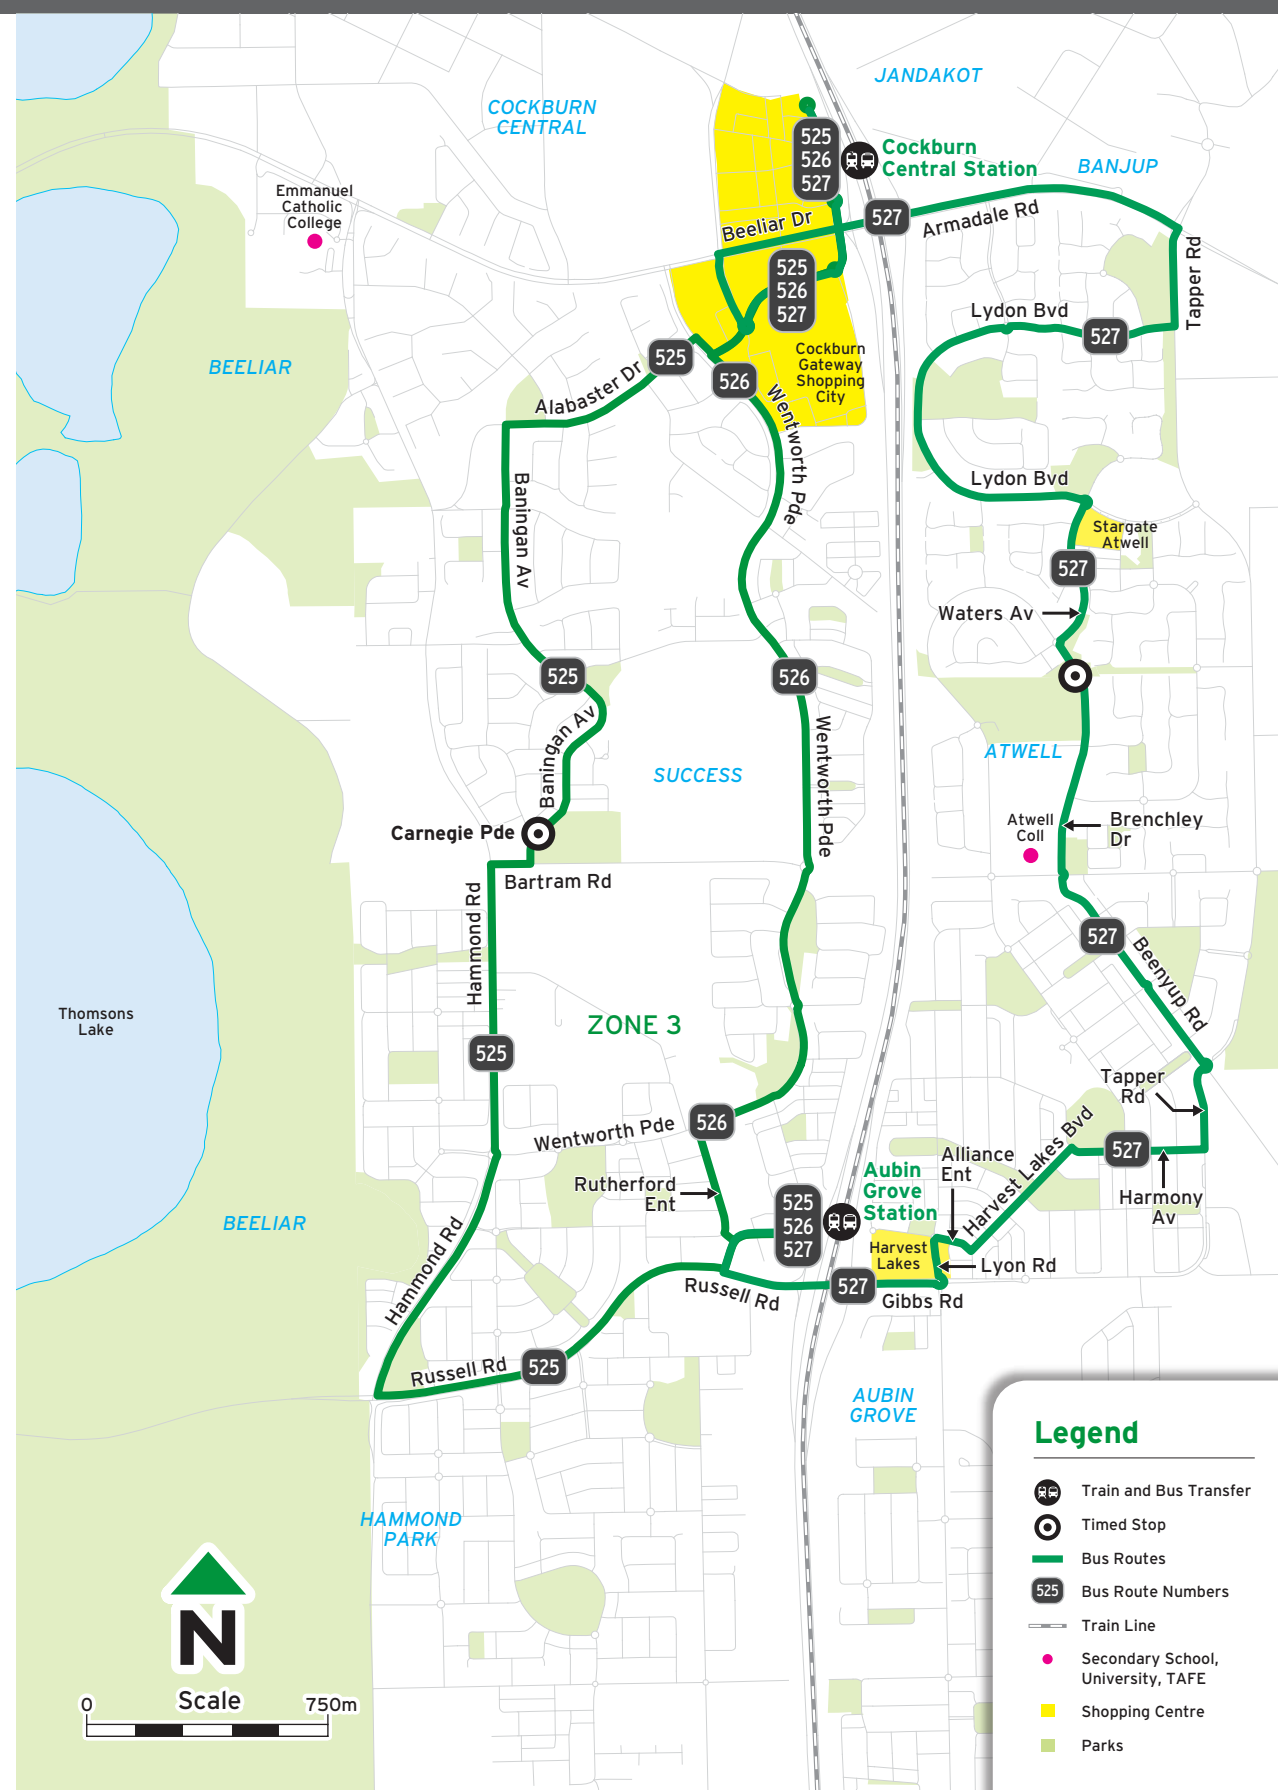 JANDAKOT
COCKBURN
CENTRAL
525
526
527
Cockburn
Central Station
BANJUP
Emmanuel
Catholic
College
527
Armadale Rd
Beeliar Dr
Tapper Rd
525
526
527
Lydon Bvd
527
BEELIAR
525
Cockburn
Gateway
Shopping
City
526
Alabaster Dr
Wentworth Pde
Baningan Av
Lydon Bvd
Stargate
Atwell
527
Waters Av
525
526
Baningan Av
Wentworth Pde
ATWELL
SUCCESS
Carnegie Pde
Atwell
Coll
Brenchley
Dr
Bartram Rd
Hammond Rd
527
Beenyup Rd
Thomsons
Lake
ZONE 3
525
Tapper
Rd
526
Wentworth Pde
Harvest Lakes Bvd
527
Alliance
Ent
Aubin
Grove
Station
Rutherford
Ent
525
526
527
Harmony
Av
BEELIAR
Hammond Rd
Harvest
Lakes
Lyon Rd
Russell Rd
527
Gibbs Rd
Russell Rd
525
AUBIN
GROVE
HAMMOND
PARK
N
Scale
0
750m
Legend
Train and Bus Transfer
Timed Stop
Bus Routes
525
Bus Route Numbers
Train Line
Secondary School,
University, TAFE
Shopping Centre
Parks